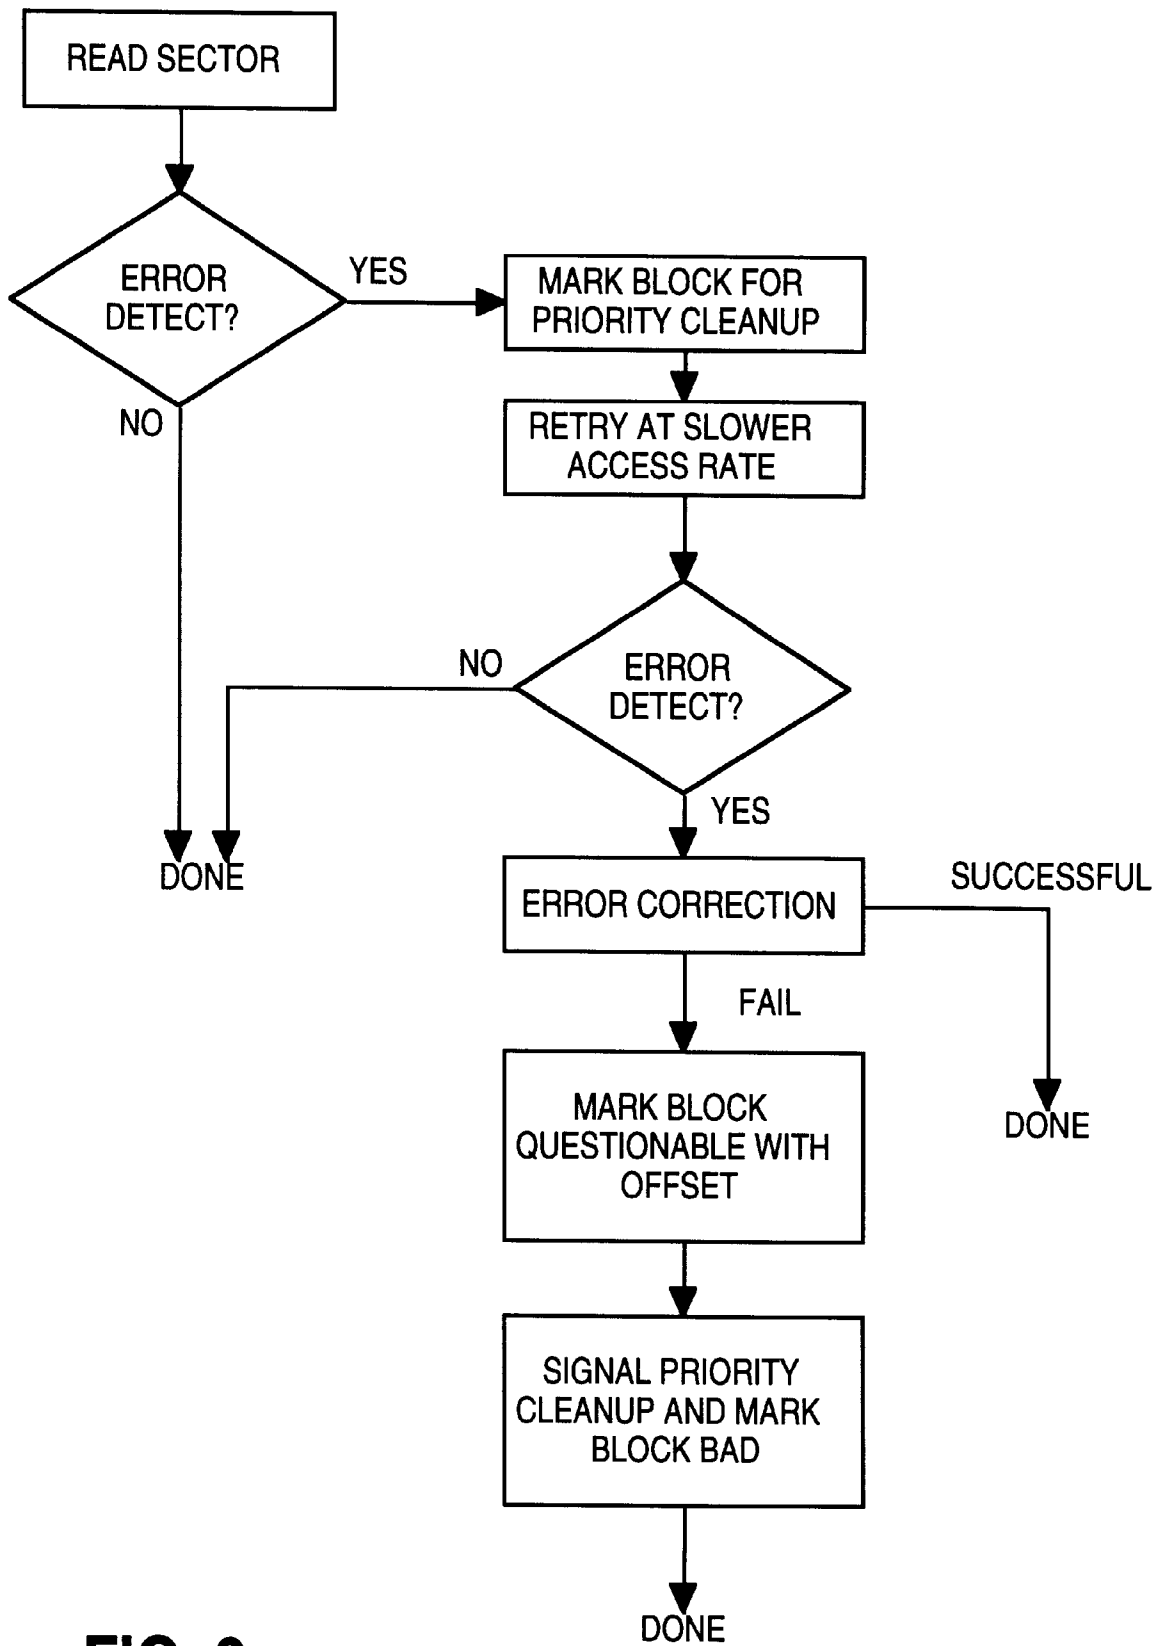 READ SECTOR
ERROR
DETECT?
YES
NO
MARK BLOCK FOR
PRIORITY CLEANUP
RETRY AT SLOWER
ACCESS RATE
NO
ERROR
DETECT?
YES
DONE
ERROR CORRECTION
SUCCESSFUL
FAIL
DONE
MARK BLOCK
QUESTIONABLE WITH
OFFSET
SIGNAL PRIORITY
CLEANUP AND MARK
BLOCK BAD
DONE
FIG.